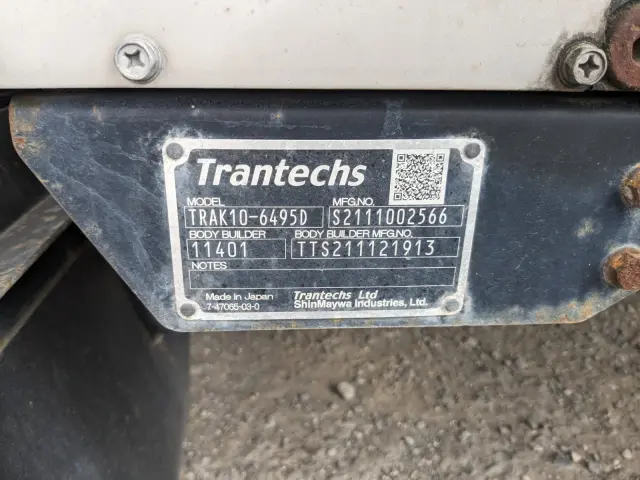 Trantechs
MODEL MFG.NO.
TRAK10-6495D S2111002566
BODY BUILDER BODY BUILDER MFG.NO.
11401 TTS211121913
NOTES
Made in Japan Trantechs Ltd
7-47065-03-0 ShinMaywa Industries, Ltd.